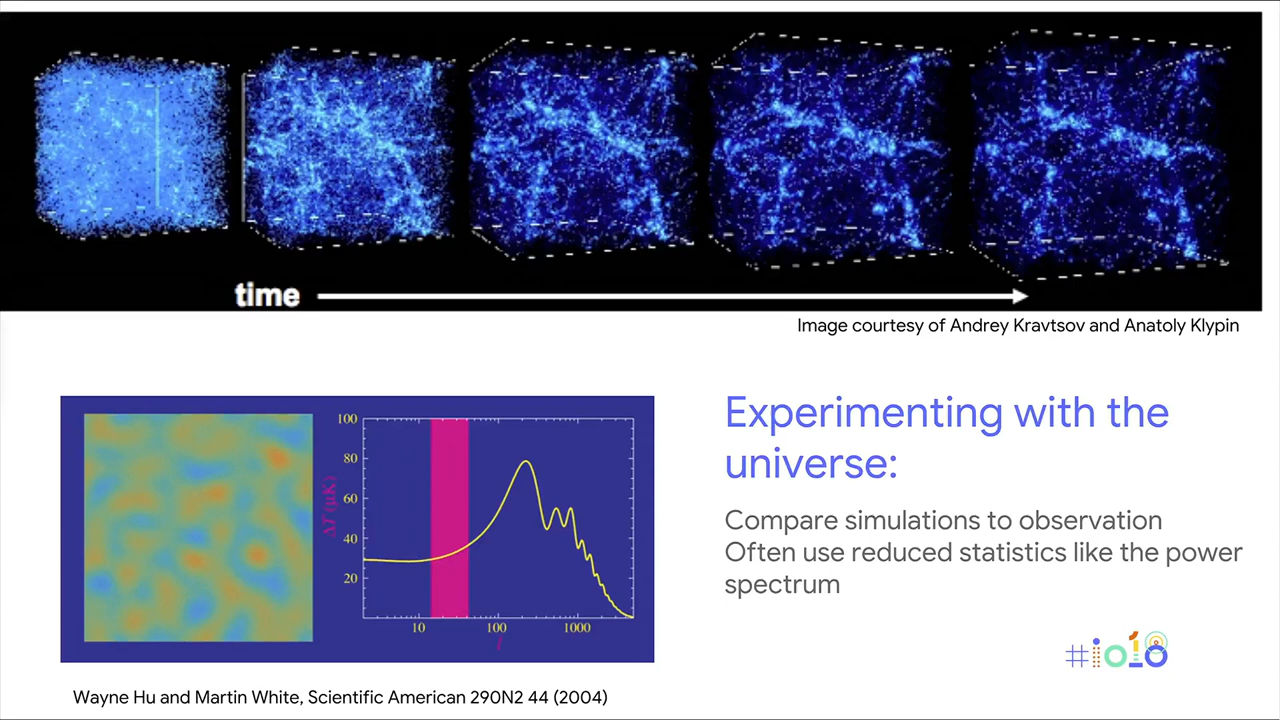 time
Image courtesy of Andrey Kravtsov and Anatoly Klypin
Experimenting with the
universe:
Compare simulations to observation
Often use reduced statistics like the power
spectrum
100
80
60
40
20
ΔT (μK)
10
100
1000
l
#io18
Wayne Hu and Martin White, Scientific American 290N2 44 (2004)